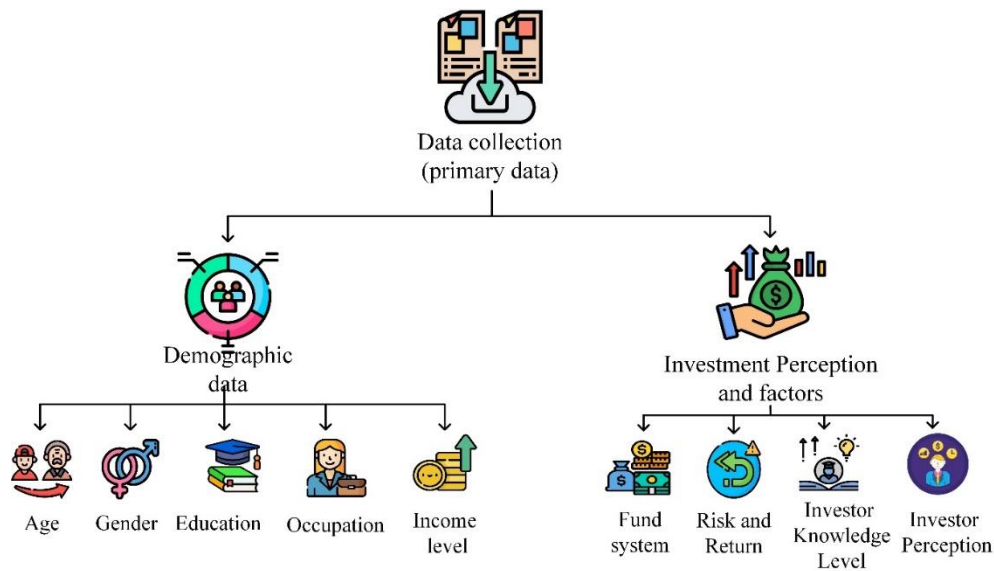 Data collection
(primary data)
Demographic
data
Investment Perception
and factors
Age
Gender
Education
Occupation
Income
level
Fund
system
Risk and
Return
Investor
Knowledge
Level
Investor
Perception